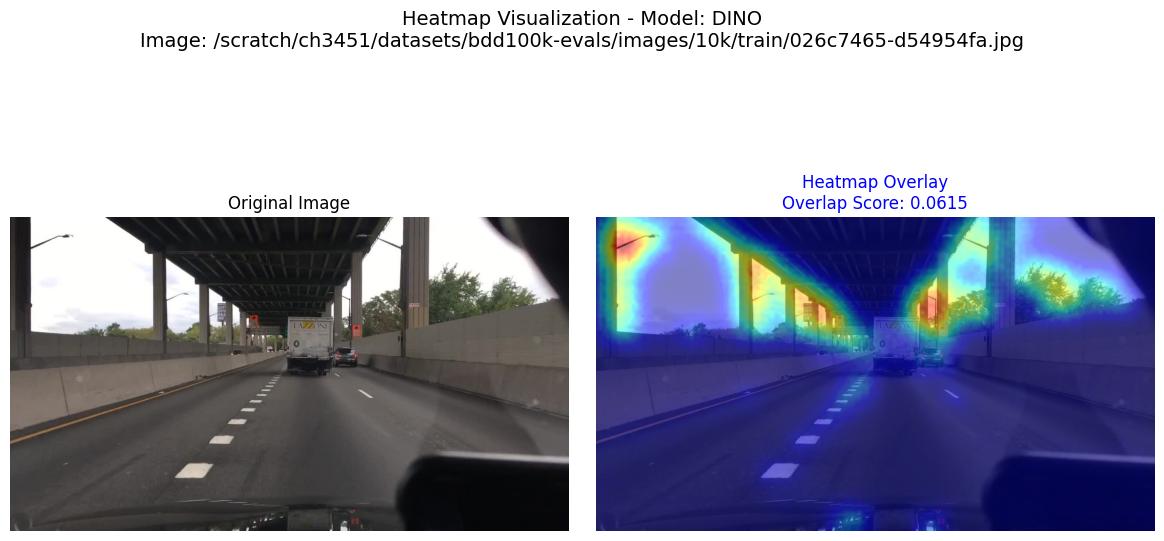 Heatmap Visualization - Model: DINO
Image: /scratch/ch3451/datasets/bdd100k-evals/images/10k/train/026c7465-d54954fa.jpg
Original Image
Heatmap Overlay
Overlap Score: 0.0615